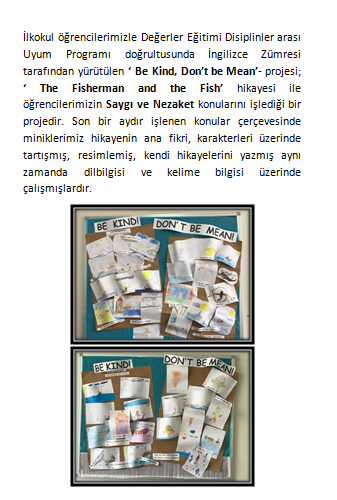 İlkokul öğrencilerimizle Değerler Eğitimi Disiplinler arası
Uyum Programı doğrultusunda İngilizce Zümresi
tarafından yürütülen ‘ Be Kind, Don’t be Mean’- projesi;
‘ The Fisherman and the Fish’ hikayesi ile
öğrencilerimizin Saygı ve Nezaket konularını işlediği bir
projedir. Son bir aydır işlenen konular çerçevesinde
miniklerimiz hikayenin ana fikri, karakterleri üzerinde
tartışmış, resimlemiş, kendi hikayelerini yazmış aynı
zamanda dilbilgisi ve kelime bilgisi üzerinde
çalışmışlardır.
BE KIND! DON'T BE MEAN!
BE KIND! DON'T BE MEAN!